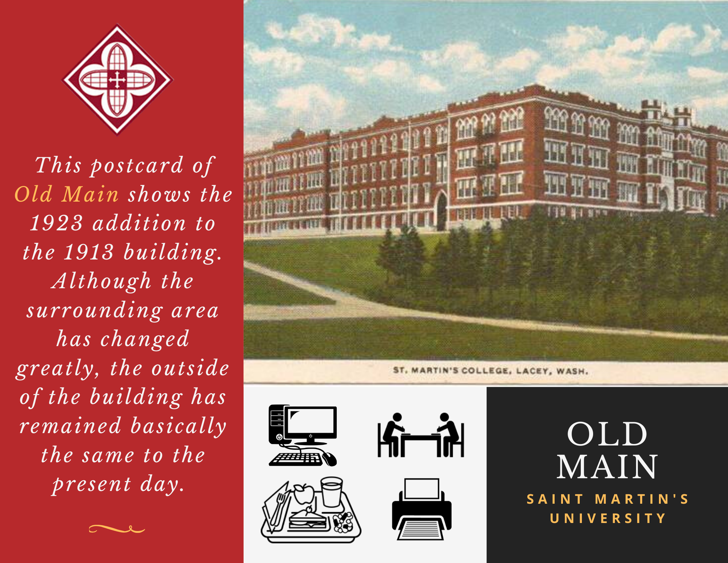 This postcard of
Old Main shows the
1923 addition to
the 1913 building.
Although the
surrounding area
has changed
greatly, the outside
of the building has
remained basically
the same to the
present day.
ST. MARTIN'S COLLEGE, LACEY, WASH.
OLD
MAIN
SAINT MARTIN'S
UNIVERSITY